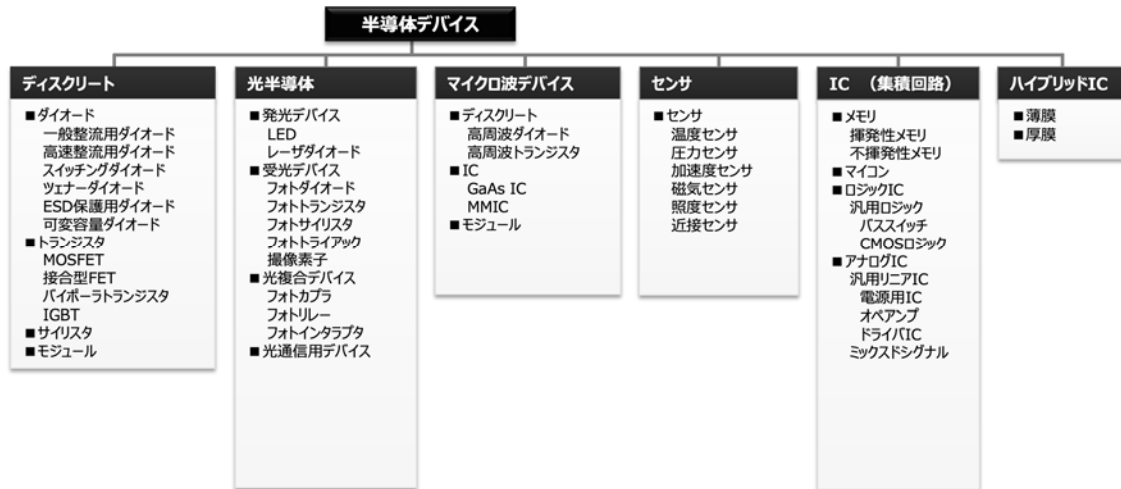 半導体デバイス
ディスクリート
■ダイオード
一般整流用ダイオード
高速整流用ダイオード
スイッチングダイオード
ツェナーダイオード
ESD保護用ダイオード
可変容量ダイオード
■トランジスタ
MOSFET
接合型FET
バイポーラトランジスタ
IGBT
■サイリスタ
■モジュール
光半導体
■発光デバイス
LED
レーザダイオード
■受光デバイス
フォトダイオード
フォトトランジスタ
フォトサイリスタ
フォトトライアック
撮像素子
■光複合デバイス
フォトカプラ
フォトリレー
フォトインタラプタ
■光通信用デバイス
マイクロ波デバイス
■ディスクリート
高周波ダイオード
高周波トランジスタ
■IC
GaAs IC
MMIC
■モジュール
センサ
■センサ
温度センサ
圧力センサ
加速度センサ
磁気センサ
照度センサ
近接センサ
IC （集積回路）
■メモリ
揮発性メモリ
不揮発性メモリ
■マイコン
■ロジックIC
汎用ロジック
バススイッチ
CMOSロジック
■アナログIC
汎用リニアIC
電源用IC
オペアンプ
ドライバIC
ミックスドシグナル
ハイブリッドIC
■薄膜
■厚膜